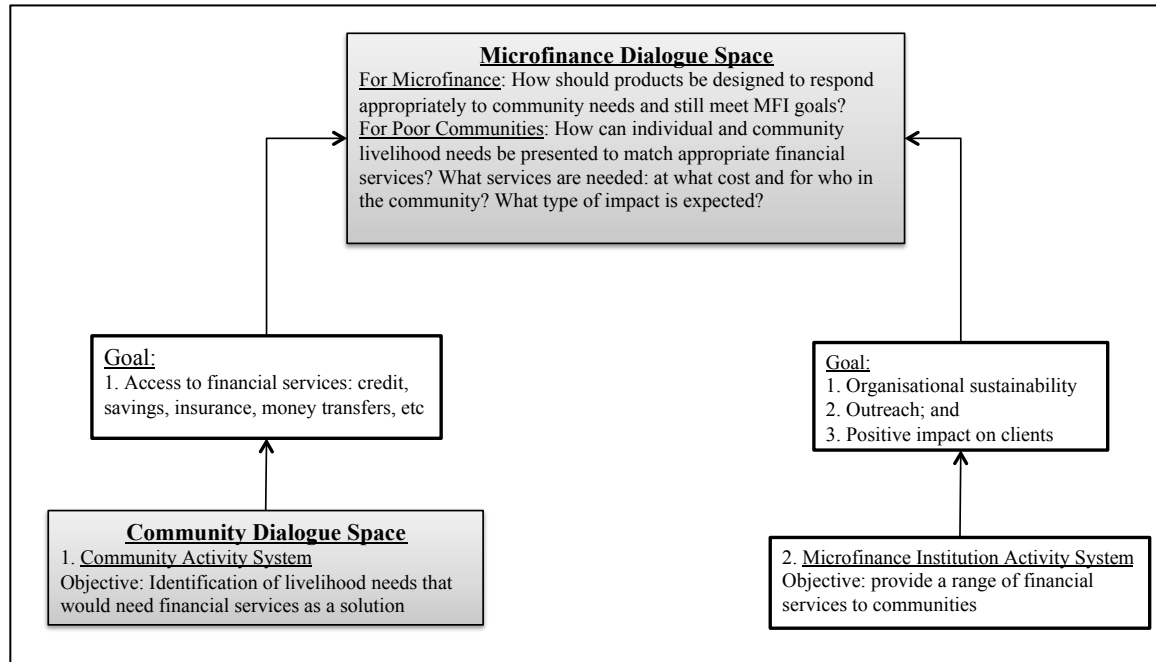 Microfinance Dialogue Space
For Microfinance: How should products be designed to respond
appropriately to community needs and still meet MFI goals?
For Poor Communities: How can individual and community
livelihood needs be presented to match appropriate financial
services? What services are needed: at what cost and for who in
the community? What type of impact is expected?
Goal:
1. Access to financial services: credit,
savings, insurance, money transfers, etc
Goal:
1. Organisational sustainability
2. Outreach; and
3. Positive impact on clients
Community Dialogue Space
1. Community Activity System
Objective: Identification of livelihood needs that
would need financial services as a solution
2. Microfinance Institution Activity System
Objective: provide a range of financial
services to communities